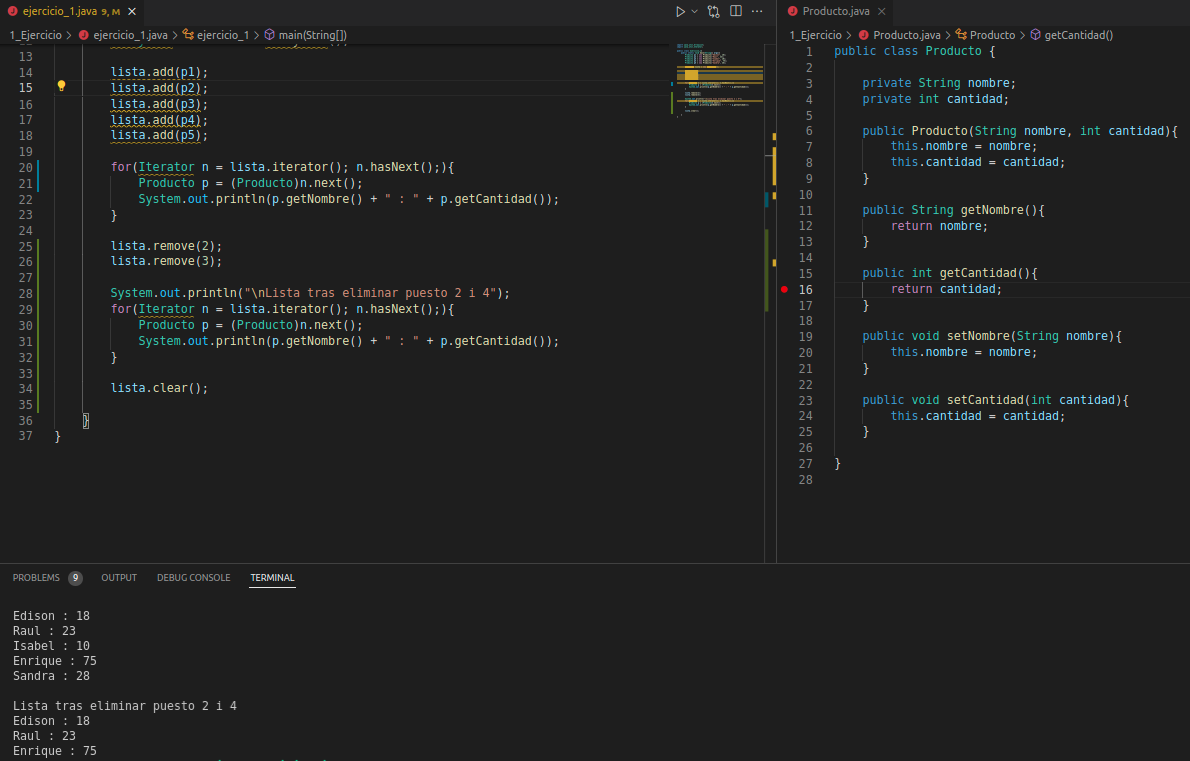 ejercicio_1.java 9, M
1_Ejercicio > ejercicio_1.java > ejercicio_1 > main(String[])
13
14 lista.add(p1);
15 lista.add(p2);
16 lista.add(p3);
17 lista.add(p4);
18 lista.add(p5);
19
20 for(Iterator n = lista.iterator(); n.hasNext();){
21 Producto p = (Producto)n.next();
22 System.out.println(p.getNombre() + " : " + p.getCantidad());
23 }
24
25 lista.remove(2);
26 lista.remove(3);
27
28 System.out.println("\nLista tras eliminar puesto 2 i 4");
29 for(Iterator n = lista.iterator(); n.hasNext();){
30 Producto p = (Producto)n.next();
31 System.out.println(p.getNombre() + " : " + p.getCantidad());
32 }
33
34 lista.clear();
35
36 }
37 }
Producto.java
1_Ejercicio > Producto.java > Producto > getCantidad()
1 public class Producto {
2
3 private String nombre;
4 private int cantidad;
5
6 public Producto(String nombre, int cantidad){
7 this.nombre = nombre;
8 this.cantidad = cantidad;
9 }
10
11 public String getNombre(){
12 return nombre;
13 }
14
15 public int getCantidad(){
16 return cantidad;
17 }
18
19 public void setNombre(String nombre){
20 this.nombre = nombre;
21 }
22
23 public void setCantidad(int cantidad){
24 this.cantidad = cantidad;
25 }
26
27 }
28
PROBLEMS 9 OUTPUT DEBUG CONSOLE TERMINAL
Edison : 18
Raul : 23
Isabel : 10
Enrique : 75
Sandra : 28
Lista tras eliminar puesto 2 i 4
Edison : 18
Raul : 23
Enrique : 75